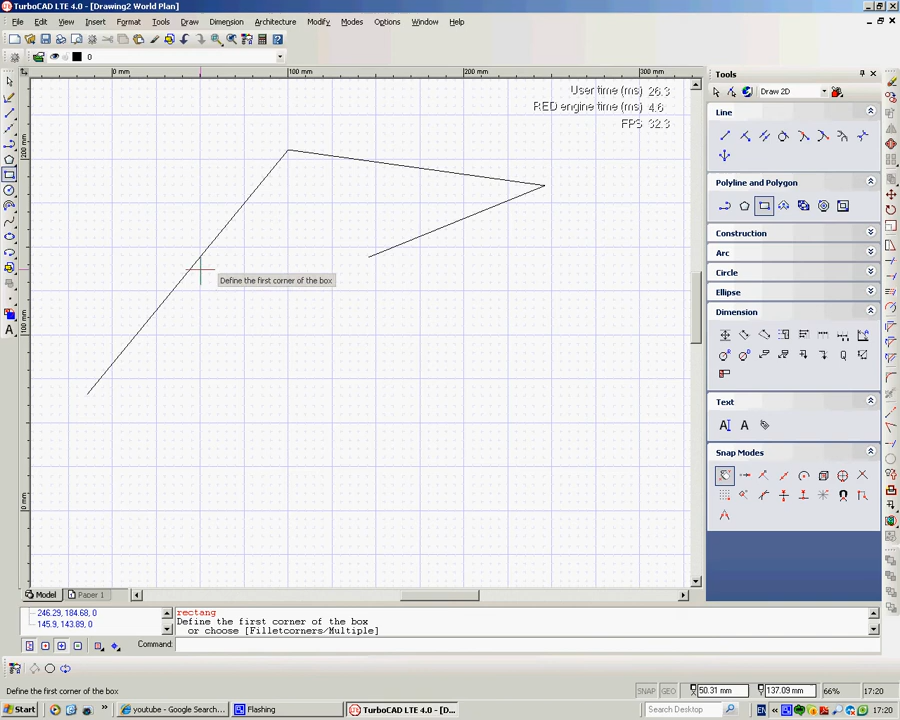 TurboCAD LTE 4.0 - [Drawing2 World Plan]
File Edit View Insert Format Tools Draw Dimension Architecture Modify Modes Options Window Help
0
0 mm 100 mm 200 mm 300 mm
Tools
User time (ms) 26.3
RED engine time (ms) 4.6
FPS 32.3
Draw 2D
Line
200 mm
Polyline and Polygon
Construction
Arc
Circle
Define the first corner of the box
Ellipse
Dimension
100 mm
Text
A
Snap Modes
0 mm
Model Paper 1
246.29, 184.68, 0
145.9, 143.89, 0
rectang
Define the first corner of the box
or choose [Filletcorners/Multiple]
Command:
Define the first corner of the box
SNAP GEO 50.31 mm 137.09 mm 66% 17:20
Start youtube - Google Search... Flashing TurboCAD LTE 4.0 - [D... Search Desktop EN 17:20